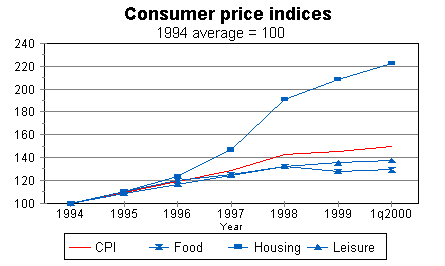 Consumer price indices
1994 average = 100
240
220
200
180
160
140
120
100
1994 1995 1996 1997 1998 1999 1q2000
Year
CPI Food Housing Leisure